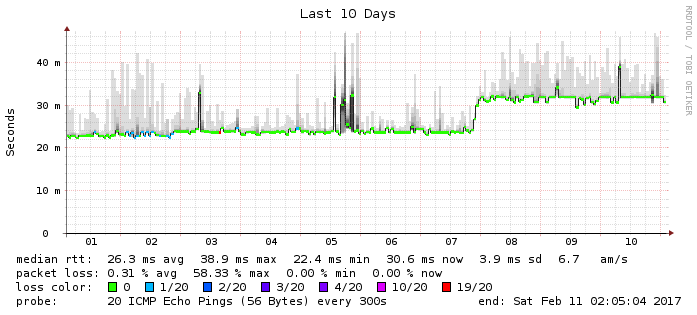 Last 10 Days
RRDTOOL / TOBI OETIKER
Seconds
40 m
30 m
20 m
10 m
0
01 02 03 04 05 06 07 08 09 10
median rtt: 26.3 ms avg 38.9 ms max 22.4 ms min 30.6 ms now 3.9 ms sd 6.7 am/s
packet loss: 0.31 % avg 58.33 % max 0.00 % min 0.00 % now
loss color: 0 1/20 2/20 3/20 4/20 10/20 19/20
probe: 20 ICMP Echo Pings (56 Bytes) every 300s end: Sat Feb 11 02:05:04 2017